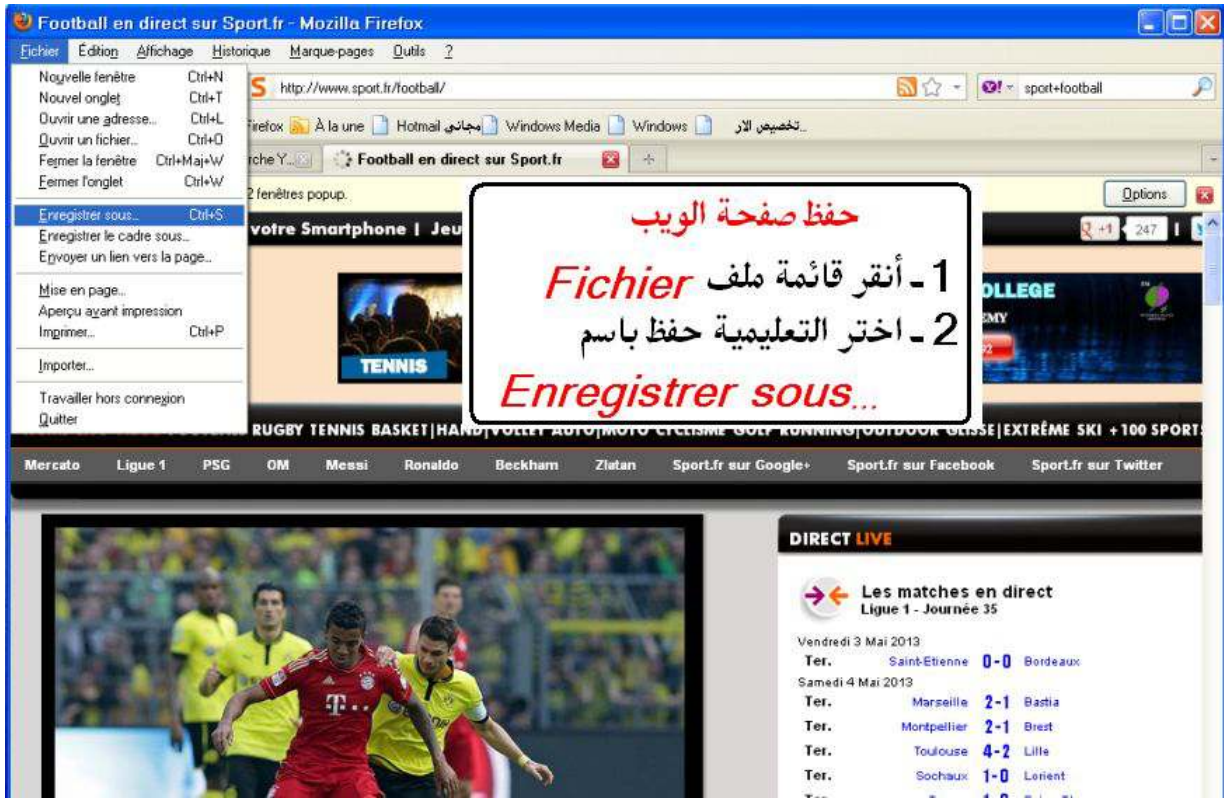 Football en direct sur Sport.fr - Mozilla Firefox
Fichier Édition Affichage Historique Marque-pages Outils ?
Nouvelle fenêtre Ctrl+N
Nouvel onglet Ctrl+T
Ouvrir une adresse... Ctrl+L
Ouvrir un fichier... Ctrl+O
Fermer la fenêtre Ctrl+Maj+W
Fermer l'onglet Ctrl+W
Enregistrer sous... Ctrl+S
Enregistrer le cadre sous...
Envoyer un lien vers la page...
Mise en page...
Aperçu avant impression
Imprimer... Ctrl+P
Importer...
Travailler hors connexion
Quitter
http://www.sport.fr/football/
sport+football
Firefox À la une Hotmail مجاني Windows Media Windows تخصيص الار...
rche Y... Football en direct sur Sport.fr
2 fenêtres popup. Options
votre Smartphone | Jeu
+1 247
حفظ صفحة الويب
1 ـ أنقر قائمة ملف Fichier
2 ـ اختر التعليمية حفظ باسم
Enregistrer sous...
TENNIS
OLLEGE
EMY
RUGBY TENNIS BASKET|HAND|VOLLEY AUTO|MOTO CYCLISME GOLF RUNNING|OUTDOOR GLISSE|EXTRÊME SKI +100 SPORTS
Mercato Ligue 1 PSG OM Messi Ronaldo Beckham Zlatan Sport.fr sur Google+ Sport.fr sur Facebook Sport.fr sur Twitter
DIRECT LIVE
Les matches en direct
Ligue 1 - Journée 35
Vendredi 3 Mai 2013
Ter. Saint-Etienne 0-0 Bordeaux
Samedi 4 Mai 2013
Ter. Marseille 2-1 Bastia
Ter. Montpellier 2-1 Brest
Ter. Toulouse 4-2 Lille
Ter. Sochaux 1-0 Lorient